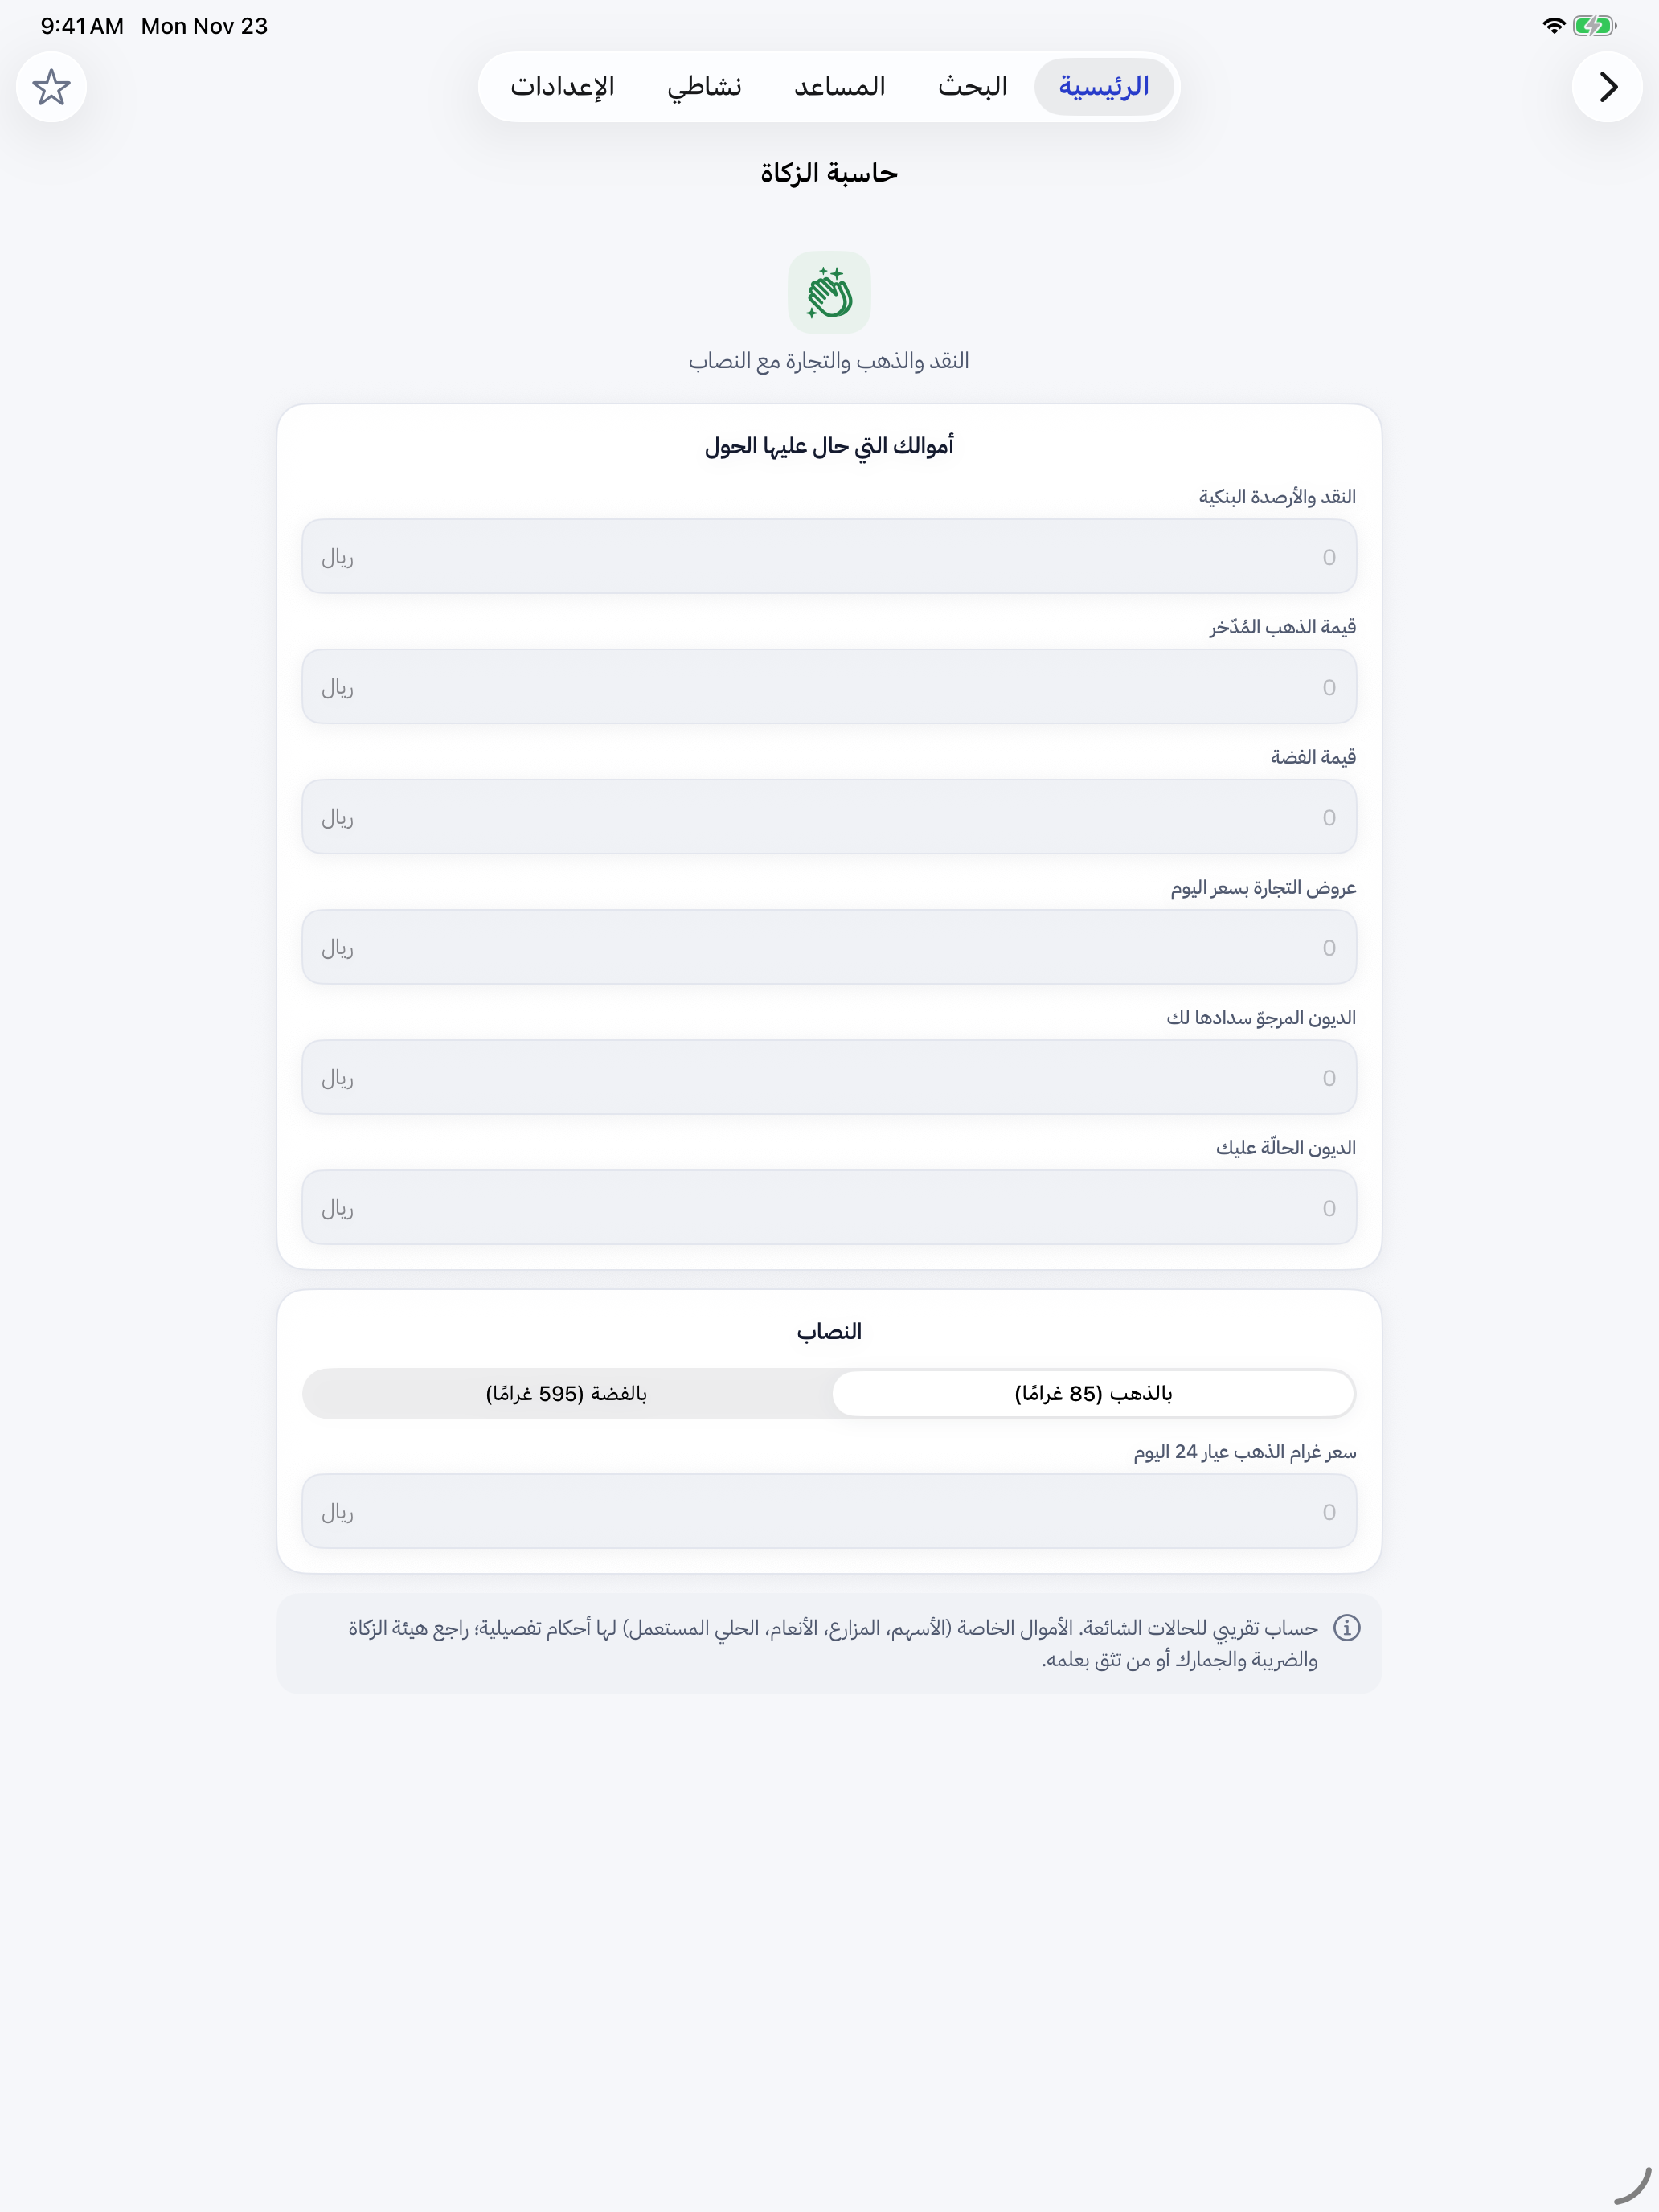 9:41 AM Mon Nov 23
الرئيسية
البحث
المساعد
نشاطي
الإعدادات
حاسبة الزكاة
النقد والذهب والتجارة مع النصاب
أموالك التي حال عليها الحول
النقد والأرصدة البنكية
0 ريال
قيمة الذهب المُدّخر
0 ريال
قيمة الفضة
0 ريال
عروض التجارة بسعر اليوم
0 ريال
الديون المرجوّ سدادها لك
0 ريال
الديون الحالّة عليك
0 ريال
النصاب
بالذهب (85 غرامًا)
بالفضة (595 غرامًا)
سعر غرام الذهب عيار 24 اليوم
0 ريال
حساب تقريبي للحالات الشائعة. الأموال الخاصة (الأسهم، المزارع، الأنعام، الحلي المستعمل) لها أحكام تفصيلية؛ راجع هيئة الزكاة
والضريبة والجمارك أو من تثق بعلمه.